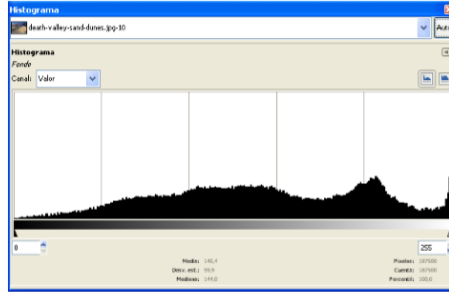 Histograma
death-valley-sand-dunes.jpg-10
Histograma
Fondo
Canal: Valor
0 255
Media: 146,4 Píxeles: 187500
Desv. est.: 59,9 Cuenta: 187500
Mediana: 149,0 Percentil: 100,0